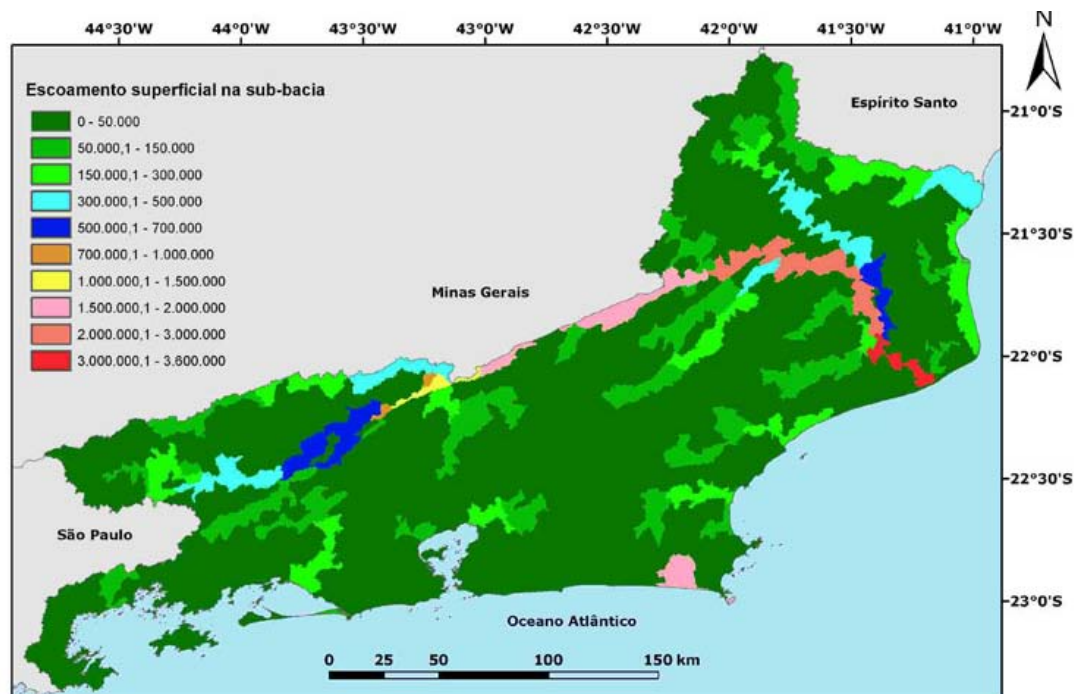 44°30'W 44°0'W 43°30'W 43°0'W 42°30'W 42°0'W 41°30'W 41°0'W
N
Escoamento superficial na sub-bacia
0 - 50.000
50.000,1 - 150.000
150.000,1 - 300.000
300.000,1 - 500.000
500.000,1 - 700.000
700.000,1 - 1.000.000
1.000.000,1 - 1.500.000
1.500.000,1 - 2.000.000
2.000.000,1 - 3.000.000
3.000.000,1 - 3.600.000
Espírito Santo
21°0'S
21°30'S
Minas Gerais
22°0'S
22°30'S
São Paulo
23°0'S
Oceano Atlântico
0 25 50 100 150 km